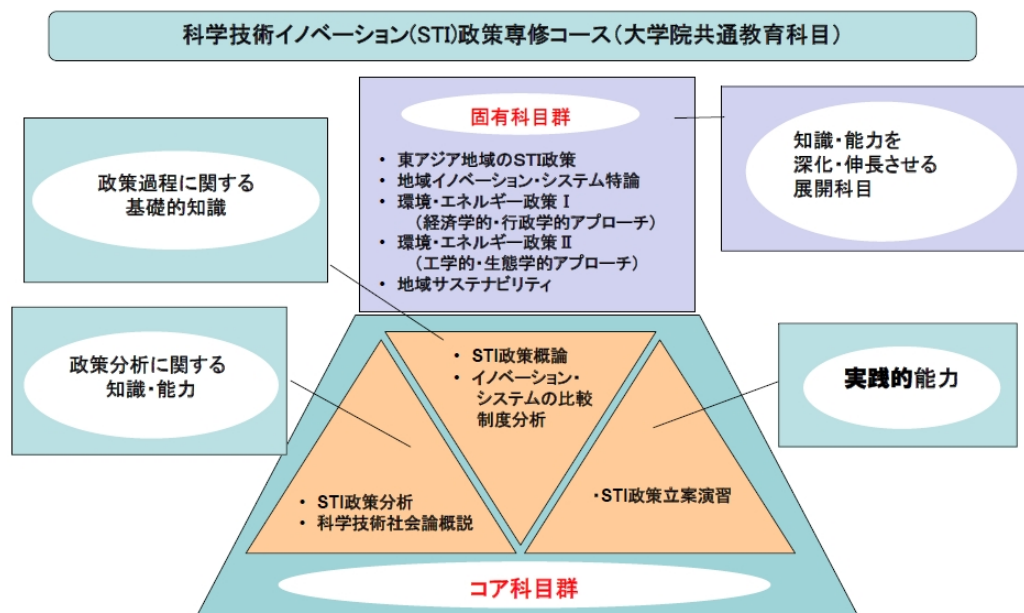 科学技術イノベーション(STI)政策専修コース(大学院共通教育科目)
固有科目群
・ 東アジア地域のSTI政策
・ 地域イノベーション・システム特論
・ 環境・エネルギー政策Ⅰ
(経済学的・行政学的アプローチ)
・ 環境・エネルギー政策Ⅱ
(工学的・生態学的アプローチ)
・ 地域サステナビリティ
知識・能力を
深化・伸長させる
展開科目
政策過程に関する
基礎的知識
政策分析に関する
知識・能力
・ STI政策概論
・ イノベーション・
システムの比較
制度分析
実践的能力
・ STI政策分析
・ 科学技術社会論概説
・STI政策立案演習
コア科目群